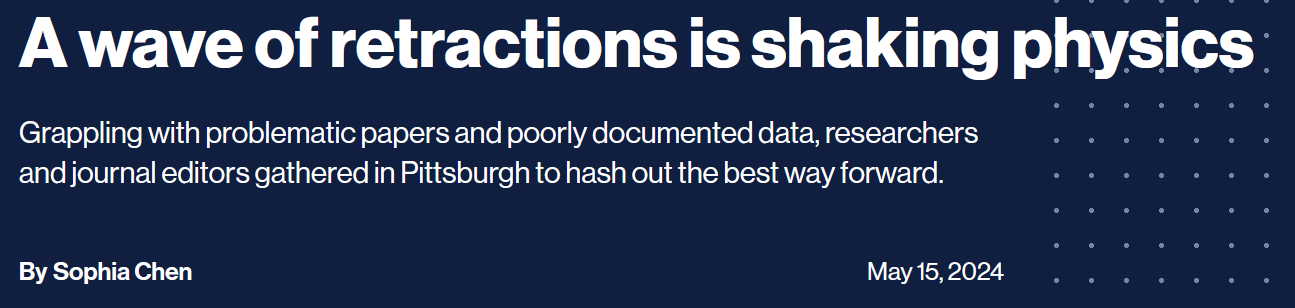 A wave of retractions is shaking physics
Grappling with problematic papers and poorly documented data, researchers
and journal editors gathered in Pittsburgh to hash out the best way forward.
By Sophia Chen
May 15, 2024